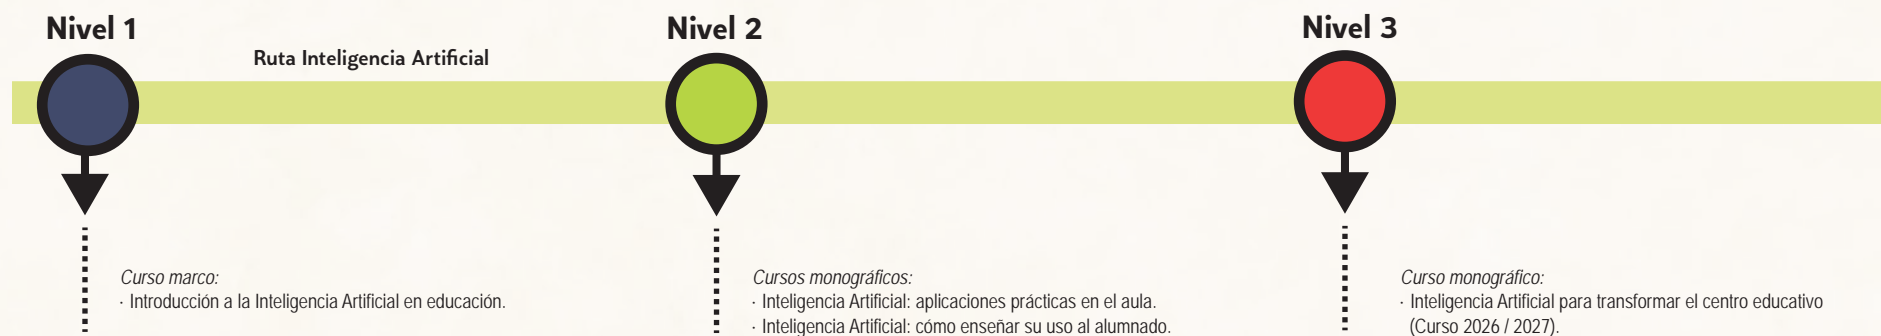 Nivel 1
Ruta Inteligencia Artificial
Nivel 2
Nivel 3
Curso marco:
· Introducción a la Inteligencia Artificial en educación.
Cursos monográficos:
· Inteligencia Artificial: aplicaciones prácticas en el aula.
· Inteligencia Artificial: cómo enseñar su uso al alumnado.
Curso monográfico:
· Inteligencia Artificial para transformar el centro educativo
(Curso 2026 / 2027).